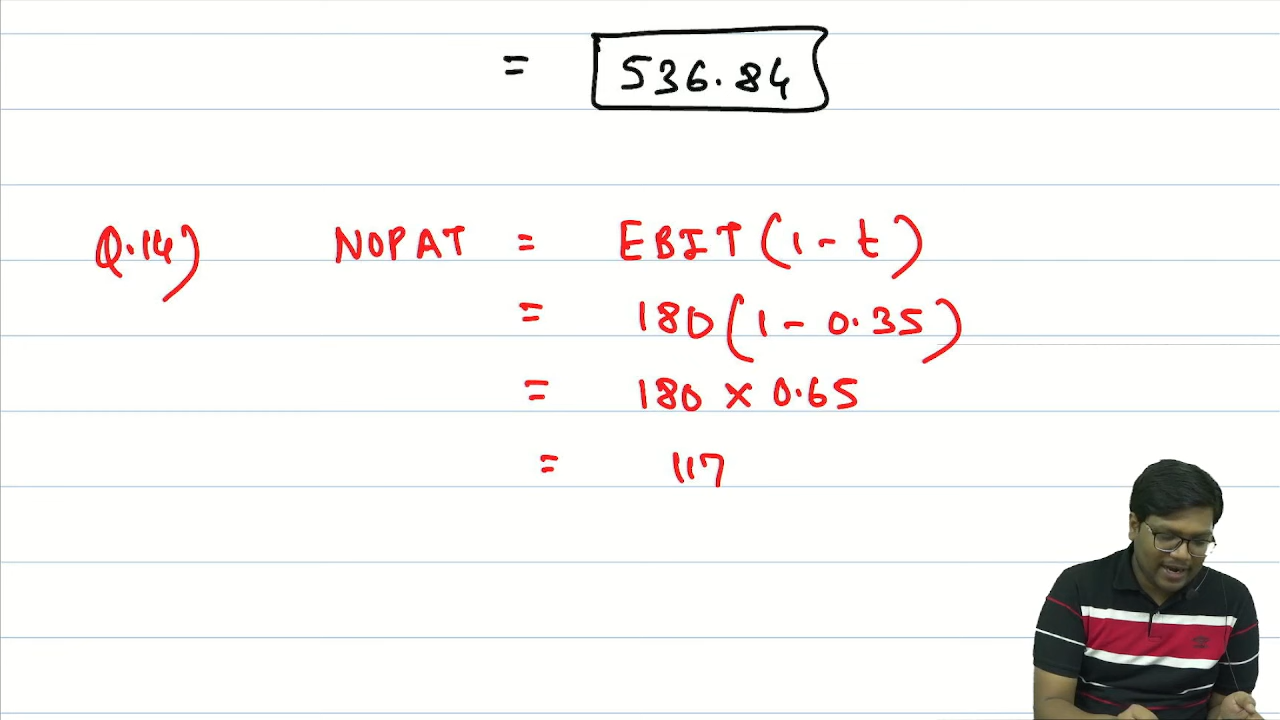 = 536.84
Q.14) NOPAT = EBIT(1-t)
= 180(1-0.35)
= 180 × 0.65
= 117